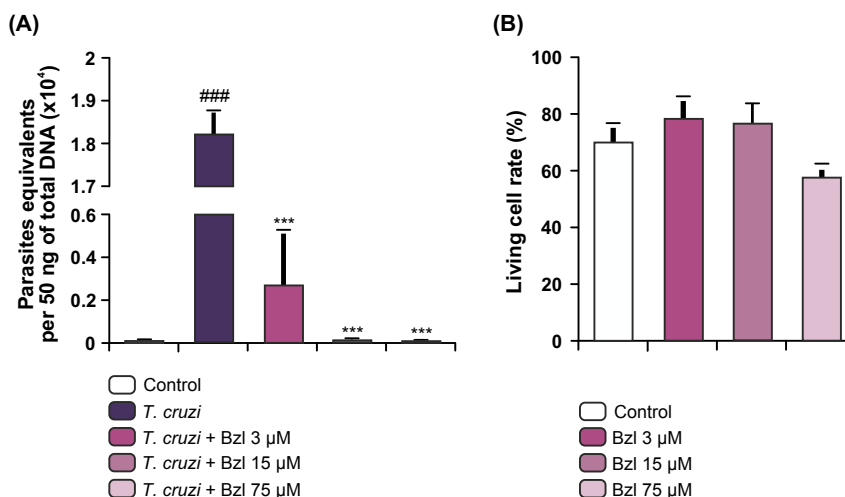 (A)
Parasites equivalents
per 50 ng of total DNA (x10⁴)
2
1.9
1.8
1.7
0.6
0.4
0.2
0
###
***
***
***
Control
T. cruzi
T. cruzi + Bzl 3 µM
T. cruzi + Bzl 15 µM
T. cruzi + Bzl 75 µM
(B)
Living cell rate (%)
100
80
60
40
20
0
Control
Bzl 3 µM
Bzl 15 µM
Bzl 75 µM